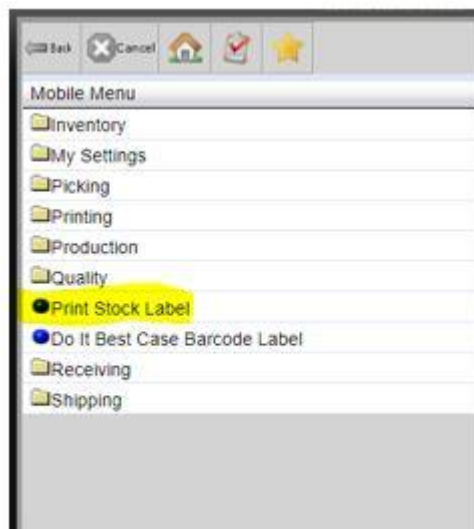 Back Cancel
Mobile Menu
Inventory
My Settings
Picking
Printing
Production
Quality
Print Stock Label
Do It Best Case Barcode Label
Receiving
Shipping